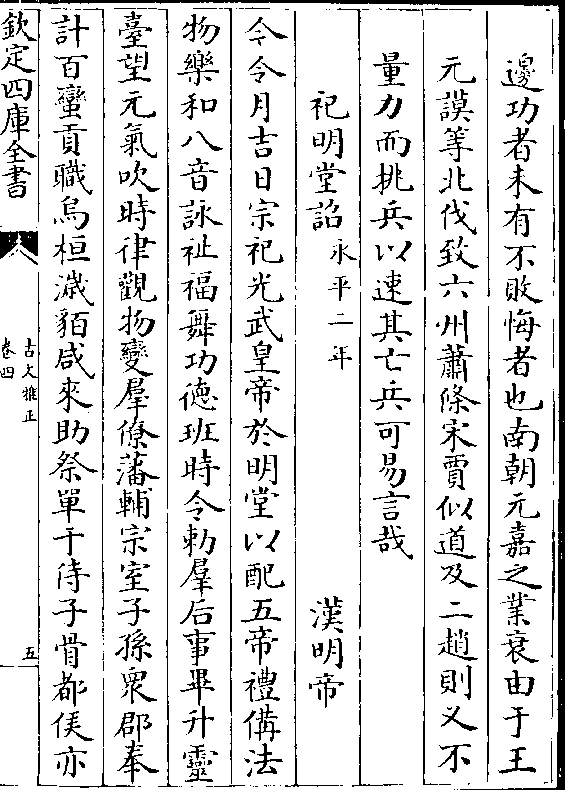 邊功者未有不敗悔者也南朝元嘉之業衰由于王
元謨等北伐致六州蕭條宋賈似道及二趙則又不
量力而挑兵以速其亡兵可易言哉
祀明堂詔 永平二年 漢明帝
今令月吉日宗祀光武皇帝於明堂以配五帝禮備法
物樂和八音詠祉福舞功德班時令勅羣后事畢升靈
臺望元氣吹時律觀物變羣僚藩輔宗室子孫衆郡奉
計百蠻貢職烏桓濊貊咸來助祭單于侍子骨都侯亦
欽定四庫全書
古文雅正
卷四
五